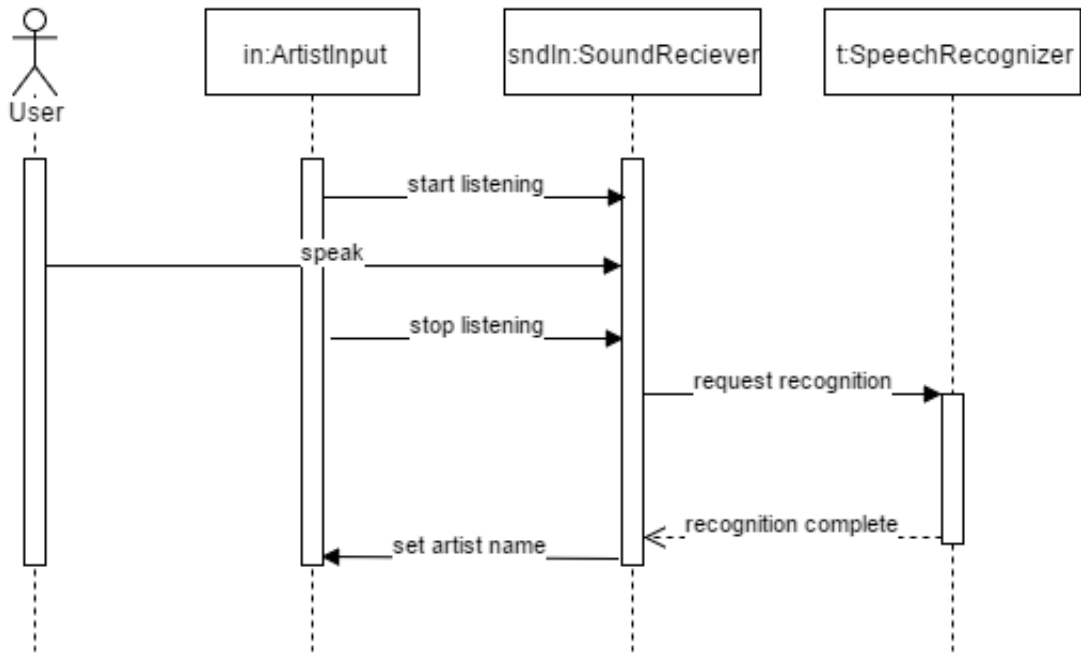 in:ArtistInput
sndIn:SoundReciever
t:SpeechRecognizer
User
start listening
speak
stop listening
request recognition
recognition complete
set artist name